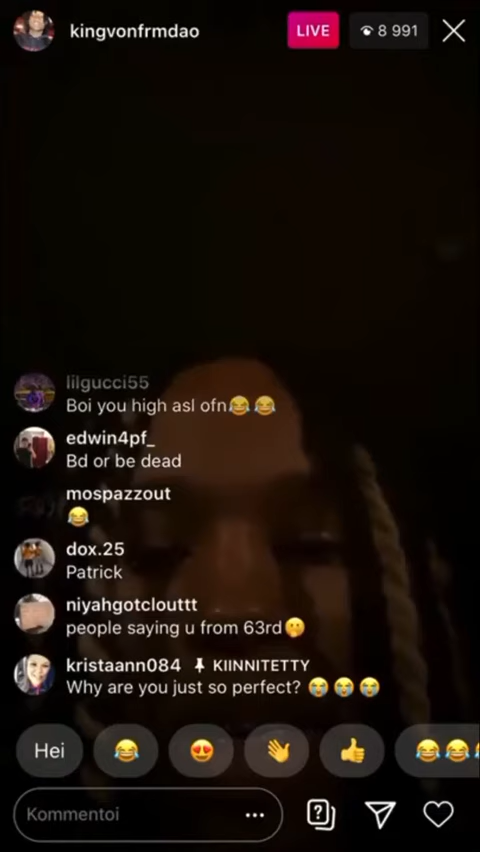 kingvonfrmdao
LIVE
8 991
lilgucci55
Boi you high asl ofn😂😂
edwin4pf_
Bd or be dead
mospazzout
😂
dox.25
Patrick
niyahgotclouttt
people saying u from 63rd🤭
kristaann084 KIINNITETTY
Why are you just so perfect? 😭😭😭
Hei 😂 😍 👋 👍 😂😂
Kommentoi